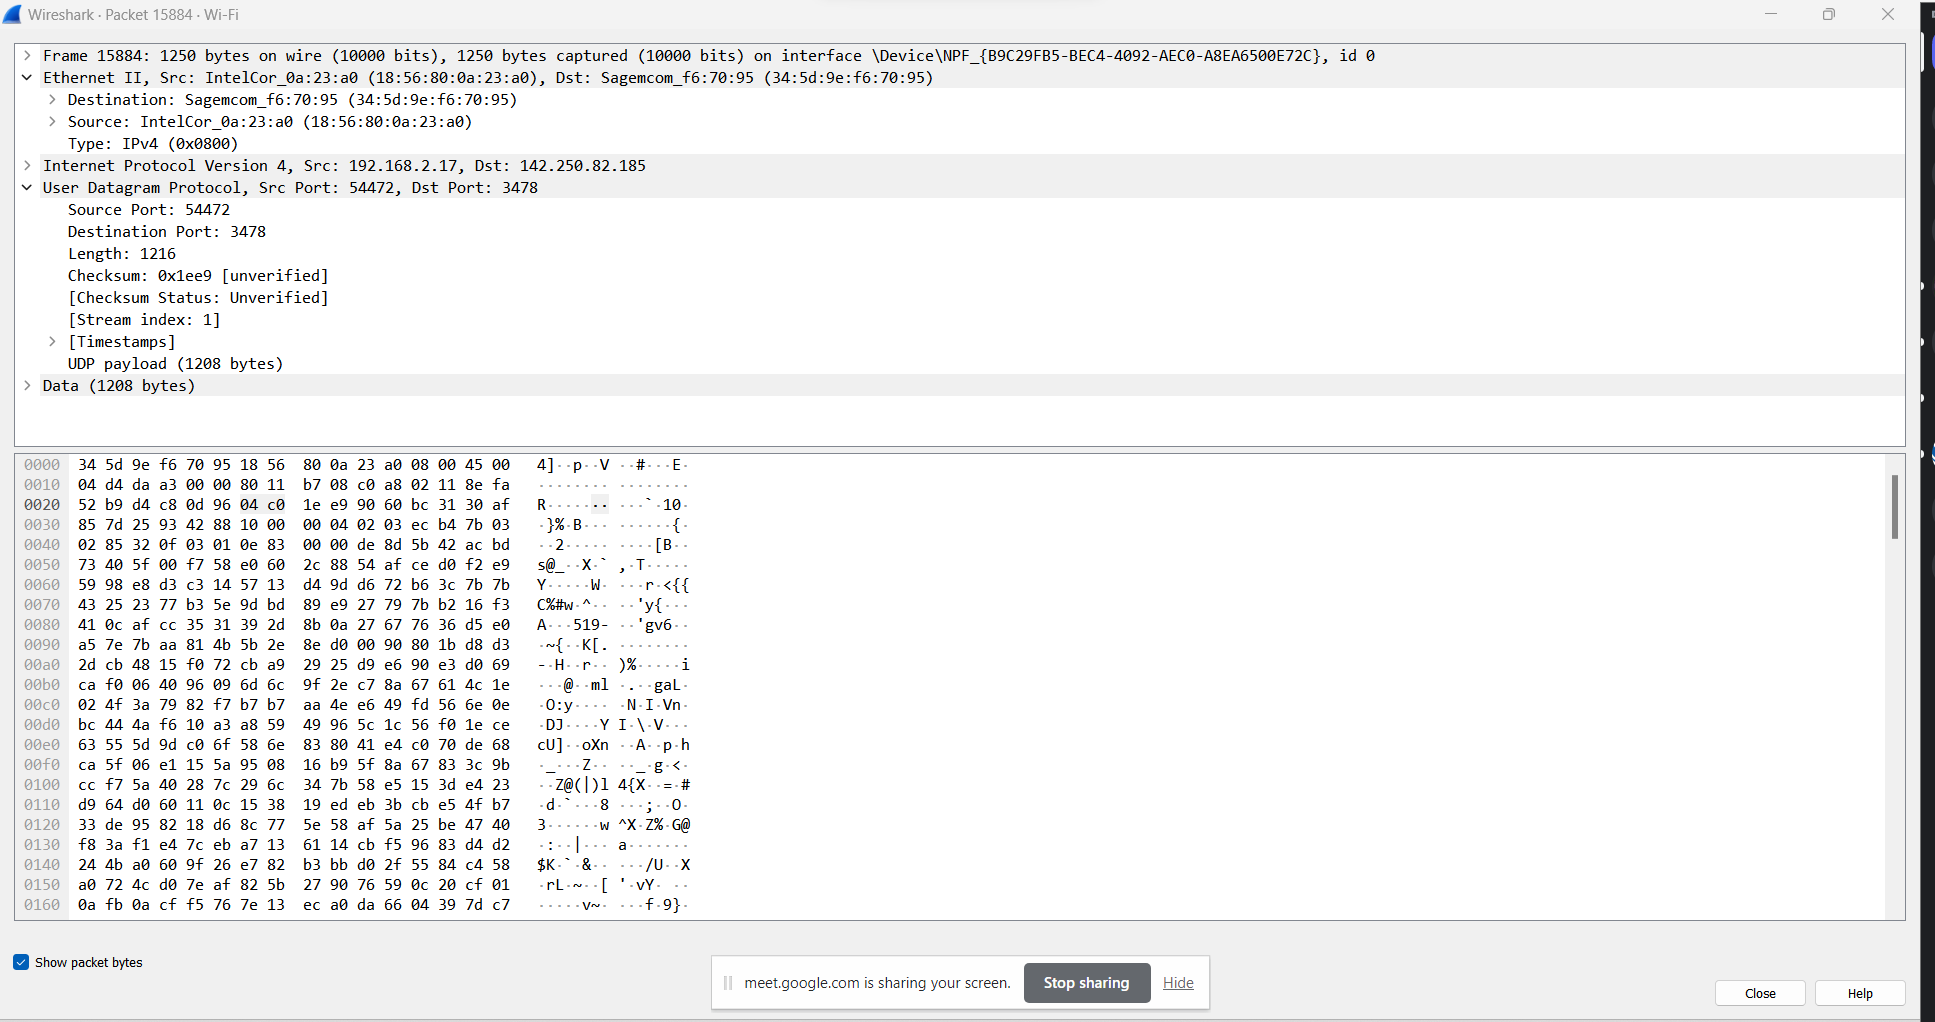 Wireshark · Packet 15884 · Wi-Fi
Frame 15884: 1250 bytes on wire (10000 bits), 1250 bytes captured (10000 bits) on interface \Device\NPF_{B9C29FB5-BEC4-4092-AEC0-A8EA6500E72C}, id 0
Ethernet II, Src: IntelCor_0a:23:a0 (18:56:80:0a:23:a0), Dst: Sagemcom_f6:70:95 (34:5d:9e:f6:70:95)
Destination: Sagemcom_f6:70:95 (34:5d:9e:f6:70:95)
Source: IntelCor_0a:23:a0 (18:56:80:0a:23:a0)
Type: IPv4 (0x0800)
Internet Protocol Version 4, Src: 192.168.2.17, Dst: 142.250.82.185
User Datagram Protocol, Src Port: 54472, Dst Port: 3478
Source Port: 54472
Destination Port: 3478
Length: 1216
Checksum: 0x1ee9 [unverified]
[Checksum Status: Unverified]
[Stream index: 1]
[Timestamps]
UDP payload (1208 bytes)
Data (1208 bytes)
0000 34 5d 9e f6 70 95 18 56 80 0a 23 a0 08 00 45 00 4]··p··V ··#···E·
0010 04 d4 da a3 00 00 80 11 b7 08 c0 a8 02 11 8e fa ········ ········
0020 52 b9 d4 c8 0d 96 04 c0 1e e9 90 60 bc 31 30 af R······· ···`·10·
0030 85 7d 25 93 42 88 10 00 00 04 02 03 ec b4 7b 03 ·}%·B··· ······{·
0040 02 85 32 0f 03 01 0e 83 00 00 de 8d 5b 42 ac bd ··2····· ····[B··
0050 73 40 5f 00 f7 58 e0 60 2c 88 54 af ce d0 f2 e9 s@_··X·` ,·T·····
0060 59 98 e8 d3 c3 14 57 13 d4 9d d6 72 b6 3c 7b 7b Y·····W· ···r·<{{
0070 43 25 23 77 b3 5e 9d bd 89 e9 27 79 7b b2 16 f3 C%#w·^·· ··'y{···
0080 41 0c af cc 35 31 39 2d 8b 0a 27 67 76 36 d5 e0 A···519- ··'gv6··
0090 a5 7e 7b aa 81 4b 5b 2e 8e d0 00 90 80 1b d8 d3 ·~{··K[. ········
00a0 2d cb 48 15 f0 72 cb a9 29 25 d9 e6 90 e3 d0 69 -·H··r·· )%·····i
00b0 ca f0 06 40 96 09 6d 6c 9f 2e c7 8a 67 61 4c 1e ···@··ml ·.··gaL·
00c0 02 4f 3a 79 82 f7 b7 b7 aa 4e e6 49 fd 56 6e 0e ·O:y···· ·N·I·Vn·
00d0 bc 44 4a f6 10 a3 a8 59 49 96 5c 1c 56 f0 1e ce ·DJ····Y I·\·V···
00e0 63 55 5d 9d c0 6f 58 6e 83 80 41 e4 c0 70 de 68 cU]··oXn ··A··p·h
00f0 ca 5f 06 e1 15 5a 95 08 16 b9 5f 8a 67 83 3c 9b ·_···Z·· ··_·g·<·
0100 cc f7 5a 40 28 7c 29 6c 34 7b 58 e5 15 3d e4 23 ··Z@(|)l 4{X··=·#
0110 d9 64 d0 60 11 0c 15 38 19 ed eb 3b cb e5 4f b7 ·d·`···8 ···;··O·
0120 33 de 95 82 18 d6 8c 77 5e 58 af 5a 25 be 47 40 3······w ^X·Z%·G@
0130 f8 3a f1 e4 7c eb a7 13 61 14 cb f5 96 83 d4 d2 ·:··|··· a·······
0140 24 4b a0 60 9f 26 e7 82 b3 bb d0 2f 55 84 c4 58 $K·`·&·· ···/U··X
0150 a0 72 4c d0 7e af 82 5b 27 90 76 59 0c 20 cf 01 ·rL·~··[ '·vY· ··
0160 0a fb 0a cf f5 76 7e 13 ec a0 da 66 04 39 7d c7 ·····v~· ···f·9}·
Show packet bytes
meet.google.com is sharing your screen. Stop sharing Hide
Close Help